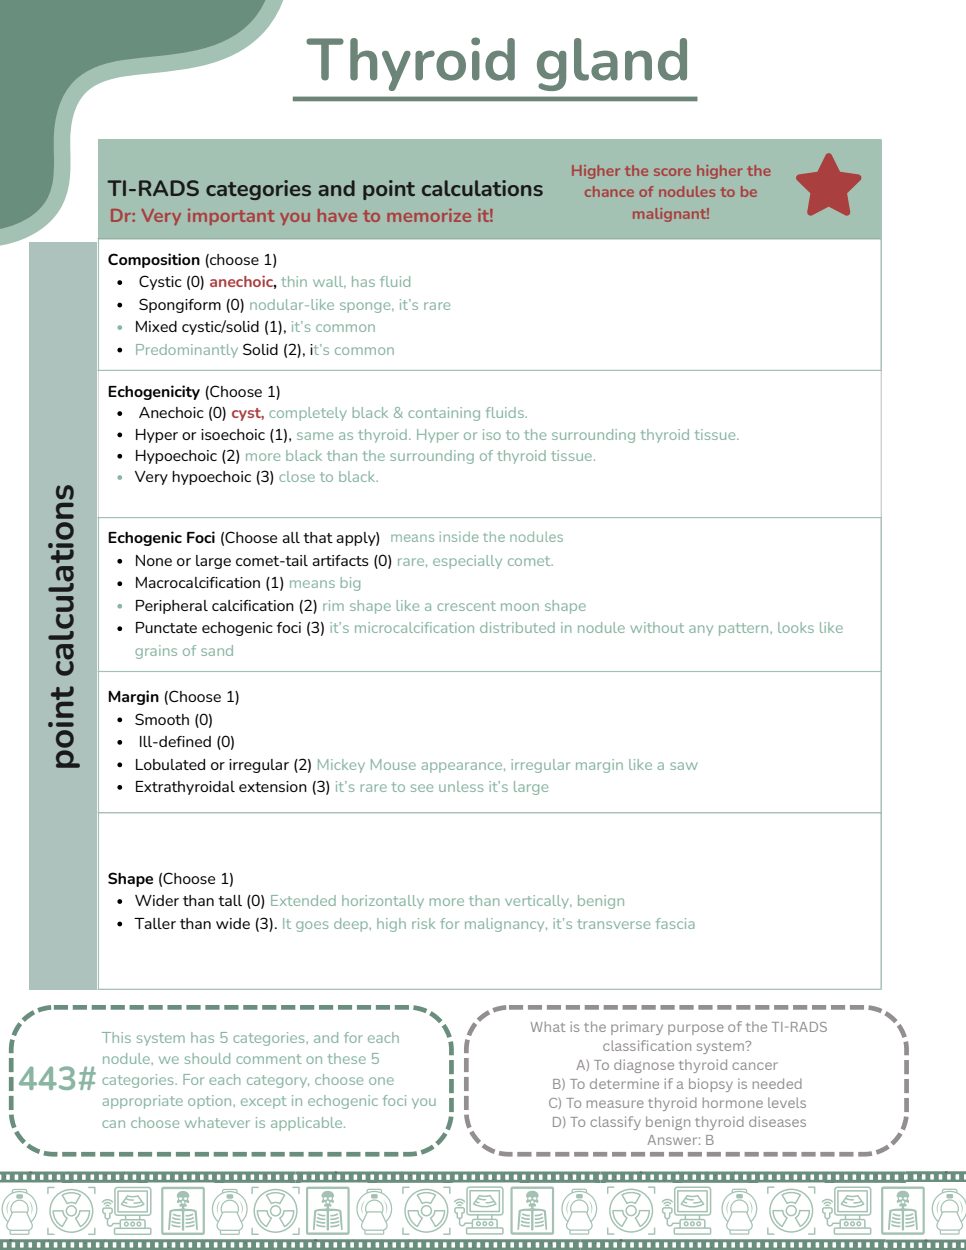 Thyroid gland
TI-RADS categories and point calculations
Dr: Very important you have to memorize it!
Higher the score higher the
chance of nodules to be
malignant!
point calculations
Composition (choose 1)
• Cystic (0) anechoic, thin wall, has fluid
• Spongiform (0) nodular-like sponge, it's rare
• Mixed cystic/solid (1), it's common
• Predominantly Solid (2), it's common
Echogenicity (Choose 1)
• Anechoic (0) cyst, completely black & containing fluids.
• Hyper or isoechoic (1), same as thyroid. Hyper or iso to the surrounding thyroid tissue.
• Hypoechoic (2) more black than the surrounding of thyroid tissue.
• Very hypoechoic (3) close to black.
Echogenic Foci (Choose all that apply) means inside the nodules
• None or large comet-tail artifacts (0) rare, especially comet.
• Macrocalcification (1) means big
• Peripheral calcification (2) rim shape like a crescent moon shape
• Punctate echogenic foci (3) it's microcalcification distributed in nodule without any pattern, looks like
grains of sand
Margin (Choose 1)
• Smooth (0)
• Ill-defined (0)
• Lobulated or irregular (2) Mickey Mouse appearance, irregular margin like a saw
• Extrathyroidal extension (3) it's rare to see unless it's large
Shape (Choose 1)
• Wider than tall (0) Extended horizontally more than vertically, benign
• Taller than wide (3). It goes deep, high risk for malignancy, it's transverse fascia
443#
This system has 5 categories, and for each
nodule, we should comment on these 5
categories. For each category, choose one
appropriate option, except in echogenic foci you
can choose whatever is applicable.
What is the primary purpose of the TI-RADS
classification system?
A) To diagnose thyroid cancer
B) To determine if a biopsy is needed
C) To measure thyroid hormone levels
D) To classify benign thyroid diseases
Answer: B